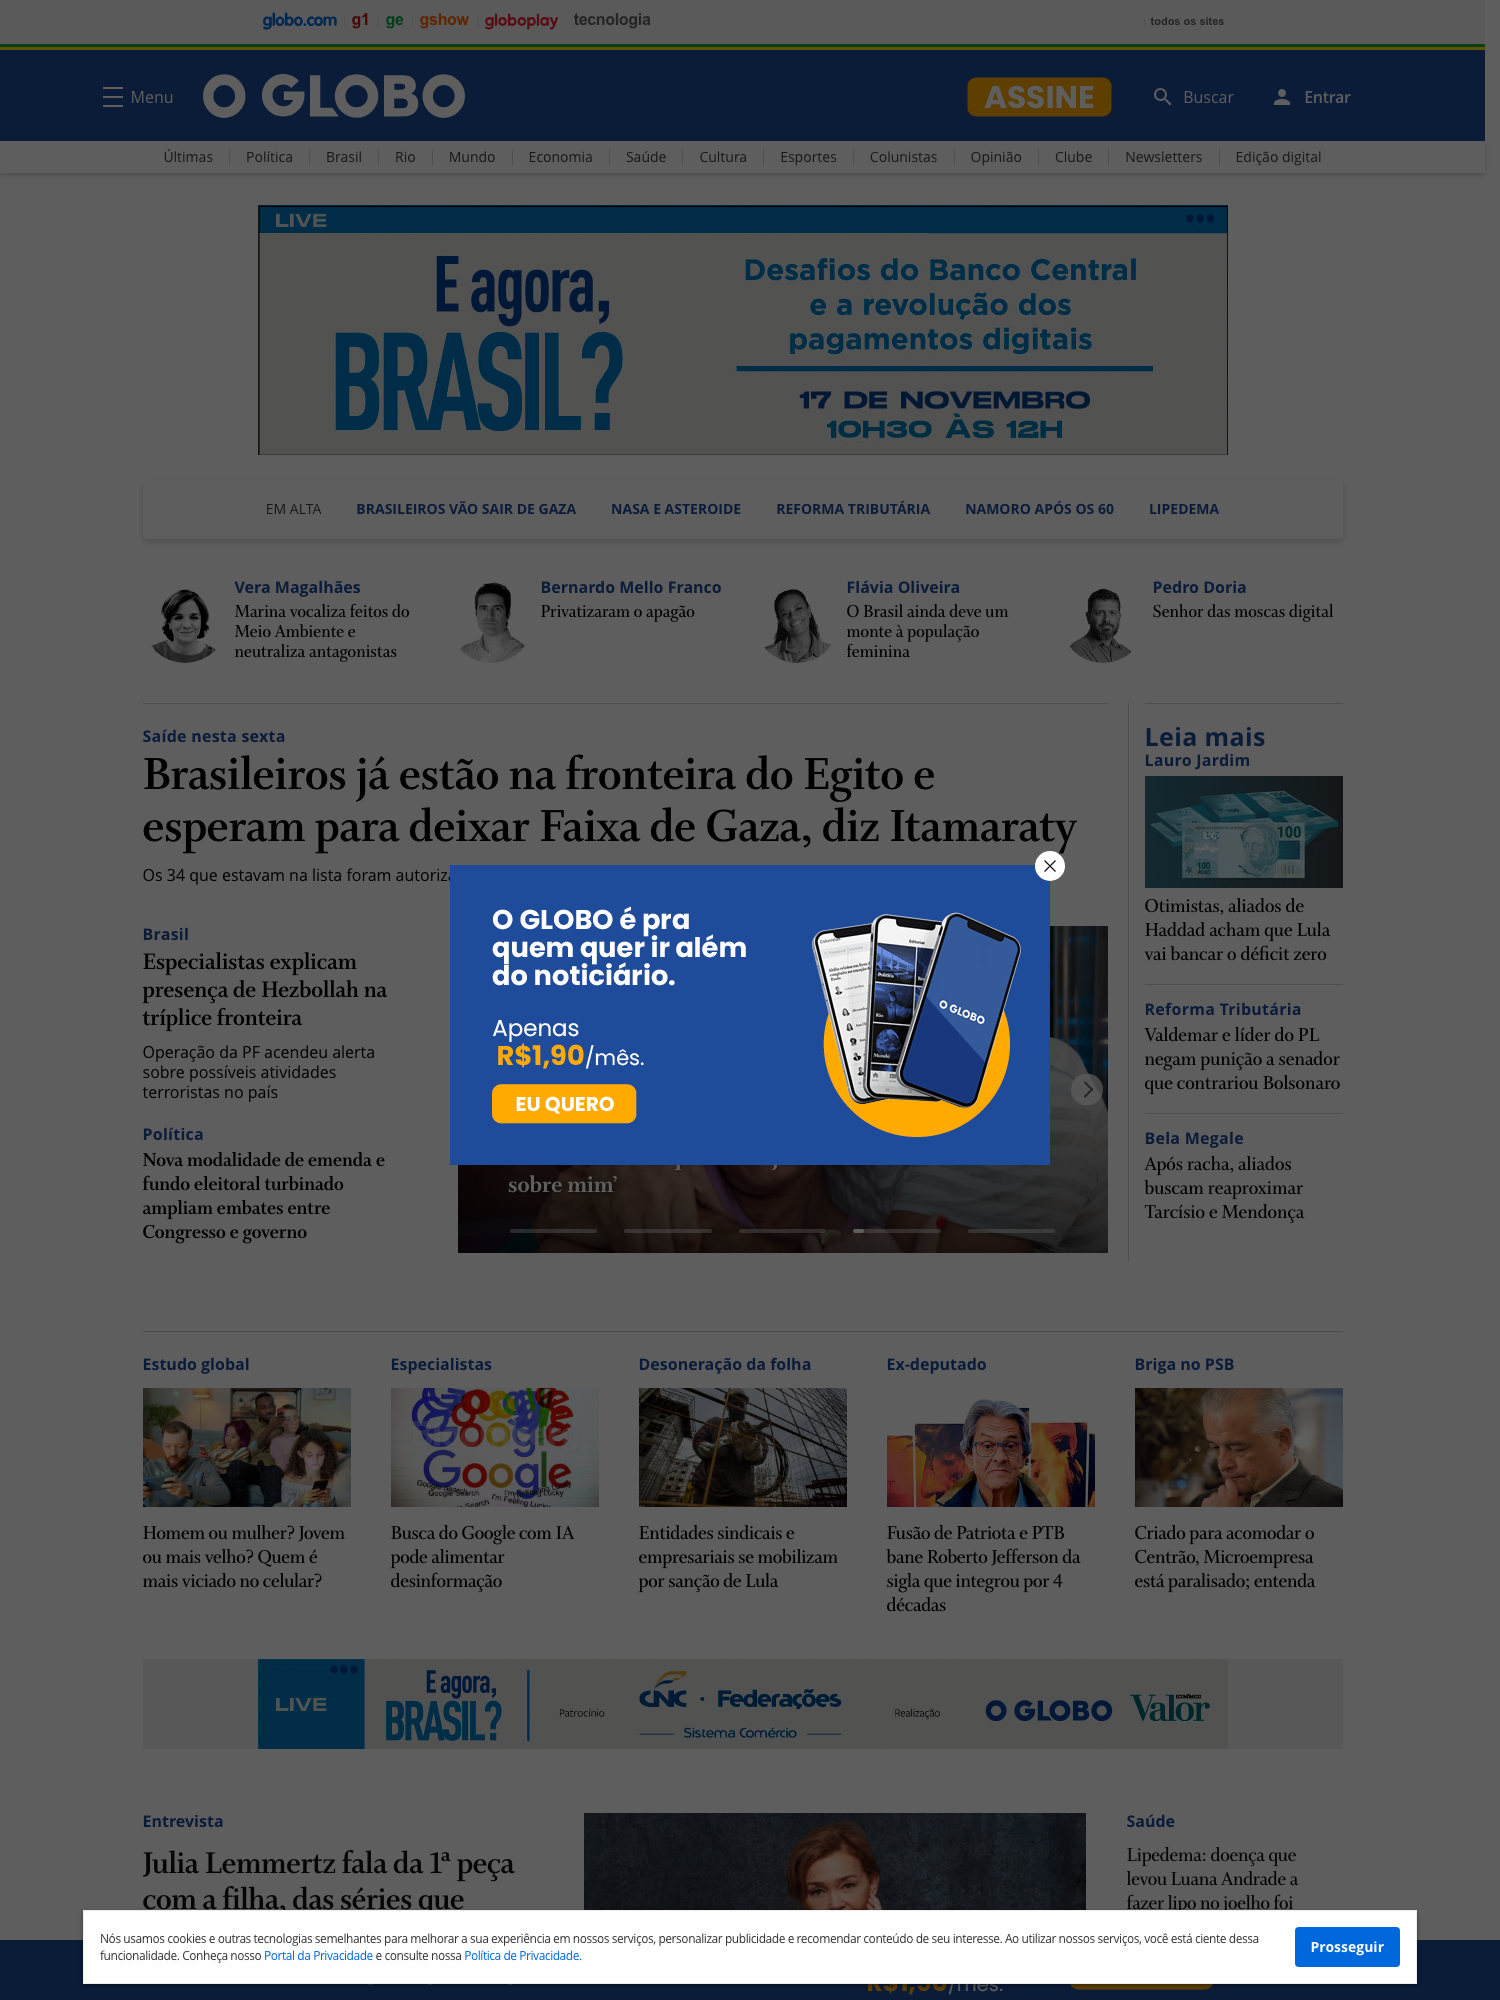 globo.com g1 ge gshow globoplay tecnologia todos os sites
Menu O GLOBO ASSINE Buscar Entrar
Últimas Política Brasil Rio Mundo Economia Saúde Cultura Esportes Colunistas Opinião Clube Newsletters Edição digital
LIVE
E agora,
BRASIL?
Desafios do Banco Central
e a revolução dos
pagamentos digitais
17 DE NOVEMBRO
10H30 ÀS 12H
EM ALTA BRASILEIROS VÃO SAIR DE GAZA NASA E ASTEROIDE REFORMA TRIBUTÁRIA NAMORO APÓS OS 60 LIPEDEMA
Vera Magalhães
Marina vocaliza feitos do
Meio Ambiente e
neutraliza antagonistas
Bernardo Mello Franco
Privatizaram o apagão
Flávia Oliveira
O Brasil ainda deve um
monte à população
feminina
Pedro Doria
Senhor das moscas digital
Saíde nesta sexta
Brasileiros já estão na fronteira do Egito e
esperam para deixar Faixa de Gaza, diz Itamaraty
Os 34 que estavam na lista foram
Brasil
Especialistas explicam
presença de Hezbollah na
tríplice fronteira
Operação da PF acendeu alerta
sobre possíveis atividades
terroristas no país
Política
Nova modalidade de emenda e
fundo eleitoral turbinado
ampliam embates entre
Congresso e governo
O GLOBO é pra
quem quer ir além
do noticiário.
Apenas
R$1,90/mês.
EU QUERO
O GLOBO
sobre mim’
Leia mais
Lauro Jardim
Otimistas, aliados de
Haddad acham que Lula
vai bancar o déficit zero
Reforma Tributária
Valdemar e líder do PL
negam punição a senador
que contrariou Bolsonaro
Bela Megale
Após racha, aliados
buscam reaproximar
Tarcísio e Mendonça
Estudo global
Homem ou mulher? Jovem
ou mais velho? Quem é
mais viciado no celular?
Especialistas
Google
Google Search I'm Feeling Lucky
Busca do Google com IA
pode alimentar
desinformação
Desoneração da folha
Entidades sindicais e
empresariais se mobilizam
por sanção de Lula
Ex-deputado
Fusão de Patriota e PTB
bane Roberto Jefferson da
sigla que integrou por 4
décadas
Briga no PSB
Criado para acomodar o
Centrão, Microempresa
está paralisado; entenda
LIVE
E agora,
BRASIL?
Patrocínio
CNC · Federações
Sistema Comércio
Realização
O GLOBO
Valor
ECONÔMICO
Entrevista
Julia Lemmertz fala da 1ª peça
com a filha, das séries que
Saúde
Lipedema: doença que
levou Luana Andrade a
fazer lipo no joelho foi
Nós usamos cookies e outras tecnologias semelhantes para melhorar a sua experiência em nossos serviços, personalizar publicidade e recomendar conteúdo de seu interesse. Ao utilizar nossos serviços, você está ciente dessa
funcionalidade. Conheça nosso Portal da Privacidade e consulte nossa Política de Privacidade.
Prosseguir
R$1,90/mês.